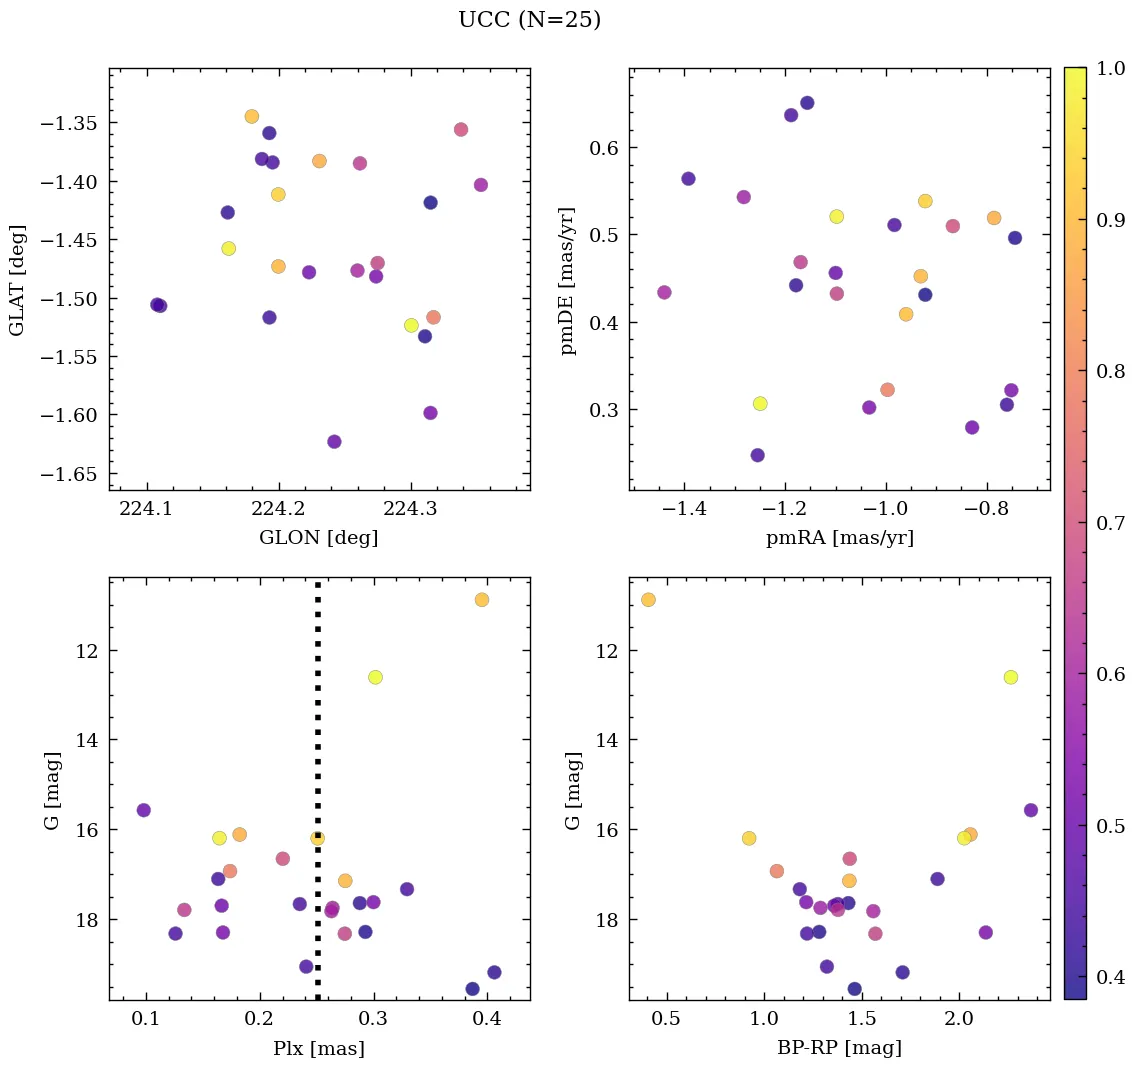 UCC (N=25)
−1.35
−1.40
−1.45
−1.50
−1.55
−1.60
−1.65
GLAT [deg]
224.1 224.2 224.3
GLON [deg]
0.6
0.5
0.4
0.3
pmDE [mas/yr]
−1.4 −1.2 −1.0 −0.8
pmRA [mas/yr]
12
14
16
18
G [mag]
0.1 0.2 0.3 0.4
Plx [mas]
12
14
16
18
G [mag]
0.5 1.0 1.5 2.0
BP-RP [mag]
1.0
0.9
0.8
0.7
0.6
0.5
0.4